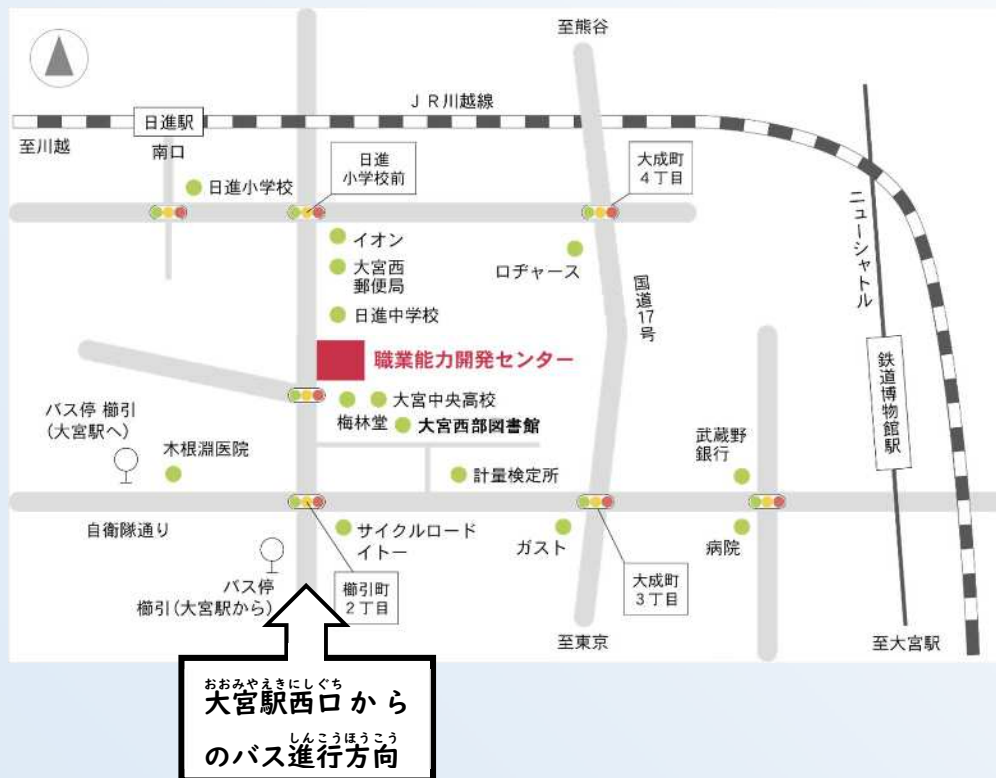 至熊谷
ＪＲ川越線
日進駅
至川越
南口
日進
小学校前
大成町
４丁目
日進小学校
イオン
大宮西
郵便局
ロヂャース
ニューシャトル
国道17号
日進中学校
職業能力開発センター
鉄道博物館駅
大宮中央高校
梅林堂
大宮西部図書館
バス停 櫛引
(大宮駅へ)
木根淵医院
武蔵野
銀行
計量検定所
自衛隊通り
サイクルロード
イトー
ガスト
病院
バス停
櫛引(大宮駅から)
櫛引町
２丁目
大成町
３丁目
至東京
至大宮駅
おおみやえきにしぐち
大宮駅西口から
しんこうほうこう
のバス進行方向